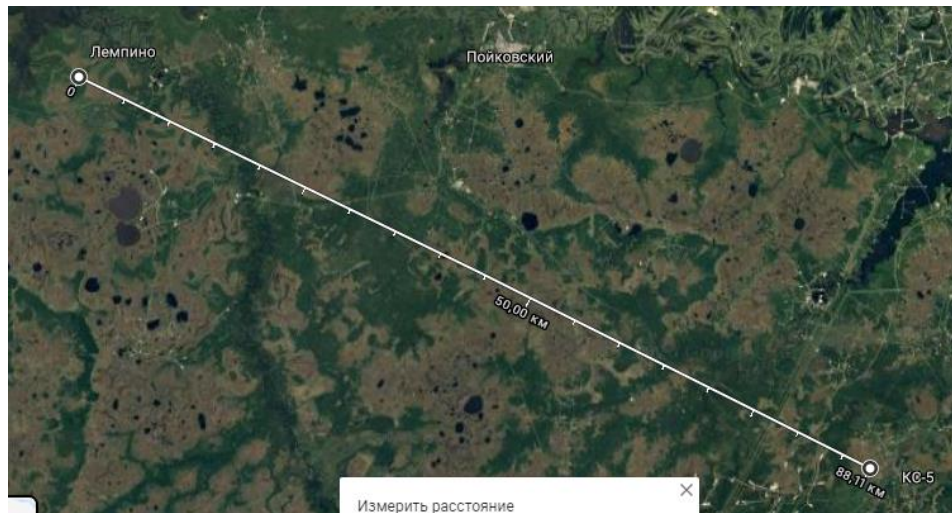 Лемпино
Пойковский
0
50,00 км
88,11 км
КС-5
Измерить расстояние